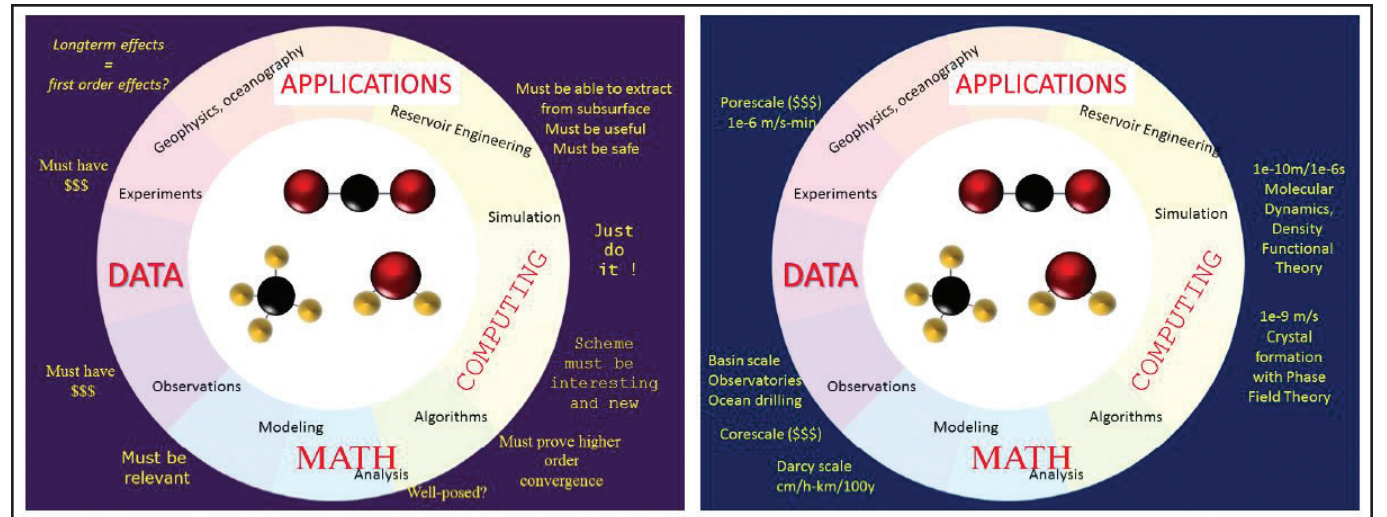 Longterm effects
=
first order effects?
Geophysics, oceanography
APPLICATIONS
Reservoir Engineering
Must be able to extract
from subsurface
Must be useful
Must be safe
Must have
$$$
Experiments
Simulation
Just
do
it !
DATA
COMPUTING
Must have
$$$
Observations
Scheme
must be
interesting
and new
Modeling
Algorithms
Must be
relevant
MATH
Analysis
Well-posed?
Must prove higher
order
convergence
Geophysics, oceanography
APPLICATIONS
Reservoir Engineering
Porescale ($$$)
1e-6 m/s-min
Experiments
Simulation
1e-10m/1e-6s
Molecular
Dynamics,
Density
Functional
Theory
DATA
COMPUTING
1e-9 m/s
Crystal
formation
with Phase
Field Theory
Basin scale
Observatories
Ocean drilling
Observations
Modeling
Algorithms
Corescale ($$$)
MATH
Analysis
Darcy scale
cm/h-km/100y